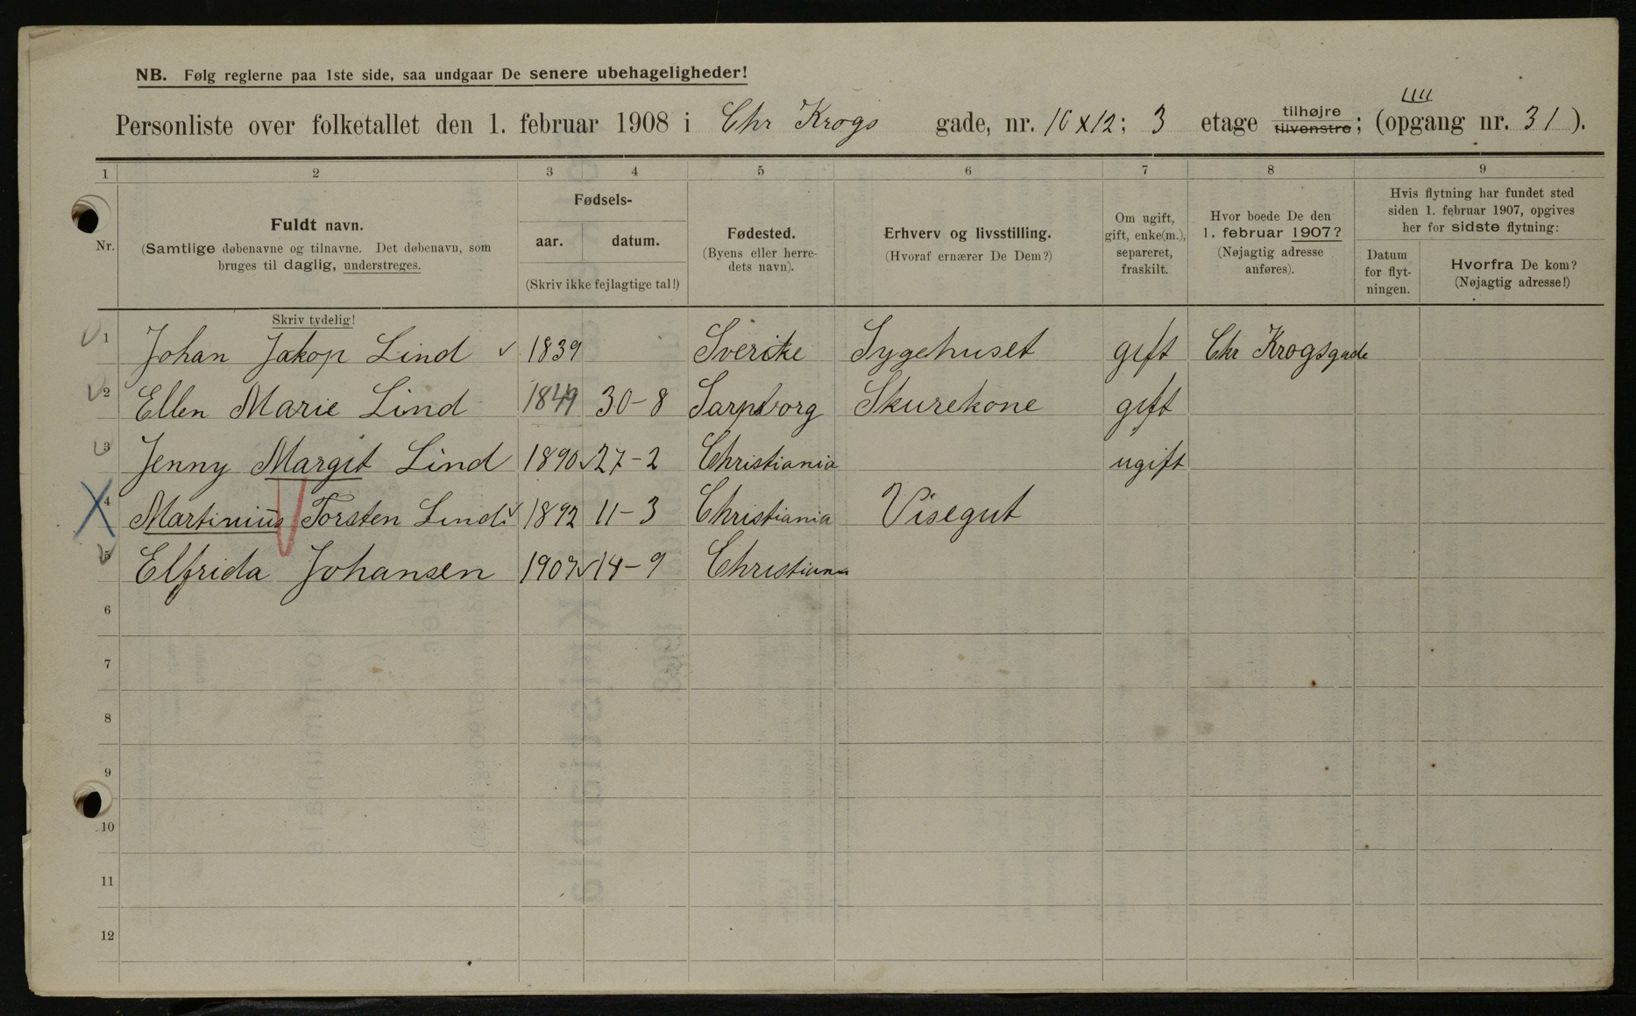 NB. Følg reglerne paa 1ste side, saa undgaar De senere ubehageligheder!
Personliste over folketallet den 1. februar 1908 i Chr Krogs gade, nr. 10x12; 3 etage tilhøjre tilvenstre; (opgang nr. 31).
1 2 3 4 5 6 7 8 9
Nr.
Fuldt navn.
(Samtlige døbenavne og tilnavne. Det døbenavn, som
bruges til daglig, understreges.
Skriv tydelig!
Fødsels-
aar. datum.
(Skriv ikke fejlagtige tal!)
Fødested.
(Byens eller herre-
dets navn).
Erhverv og livsstilling.
(Hvoraf ernærer De Dem?)
Om ugift,
gift, enke(m.),
separeret,
fraskilt.
Hvor boede De den
1. februar 1907?
(Nøjagtig adresse
anføres).
Hvis flytning har fundet sted
siden 1. februar 1907, opgives
her for sidste flytning:
Datum
for flyt-
ningen.
Hvorfra De kom?
(Nøjagtig adresse!)
1 Johan Jakop Lind 1839 Sverike Sygehuset gift Chr Krogsgade
2 Ellen Marie Lind 1849 30-8 Sarpsborg Skurekone gift
3 Jenny Margit Lind 1890 27-2 Christiania ugift
4 Martinius Torsten Lind 1892 11-3 Christiania Visegut
5 Elfrida Johansen 1907 14-9 Christiania
6
7
8
9
10
11
12